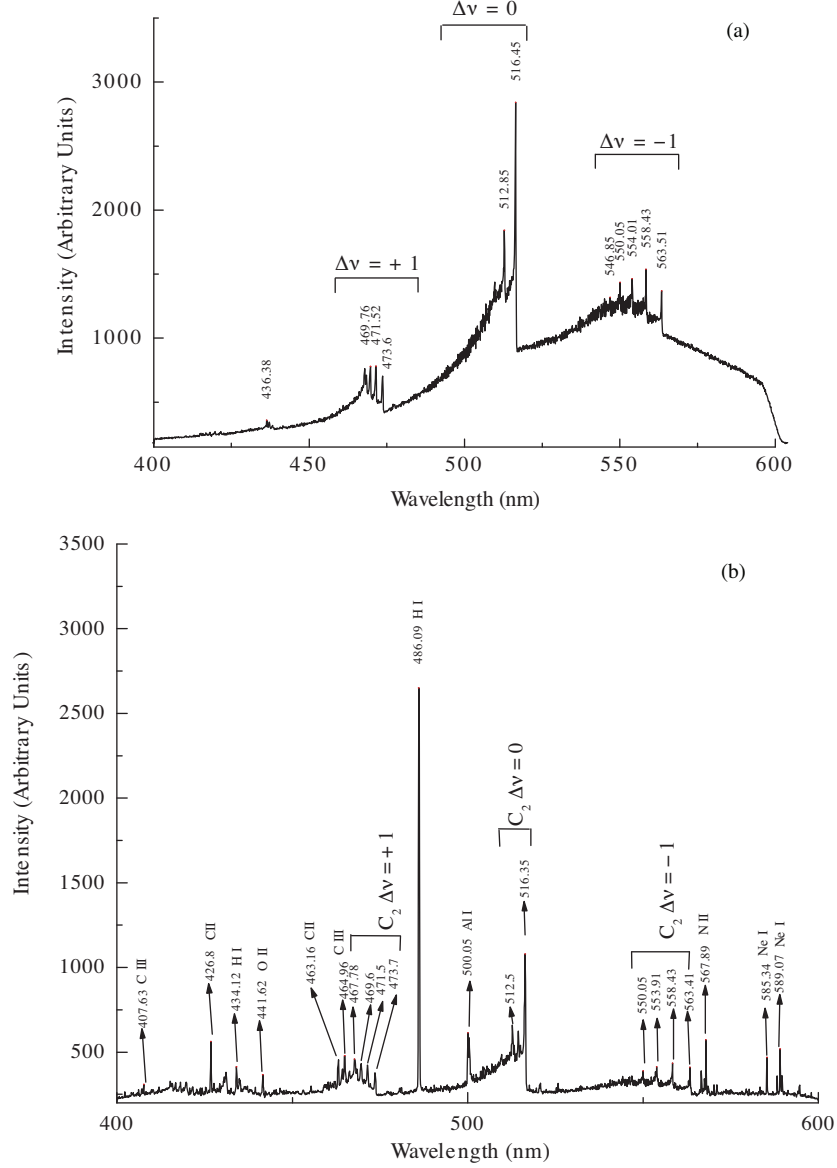 Δν = 0
(a)
516.45
3000
Δν = −1
512.85
2000
546.85
550.05
554.01
558.43
563.51
Δν = + 1
469.76
471.52
473.6
436.38
1000
Intensity (Arbitrary Units)
400
450
500
550
600
Wavelength (nm)
3500
(b)
3000
486.09 H I
2500
2000
C2 Δν = 0
1500
C2 Δν = + 1
516.35
C2 Δν = − 1
1000
407.63 C III
426.8 CII
434.12 H I
441.62 O II
463.16 CII
464.96 C III
467.78
469.6
471.5
473.7
500.05 Al I
512.5
550.05
553.91
558.43
563.41
567.89 N II
585.34 Ne I
589.07 Ne I
500
Intensity (Arbitrary Units)
400
500
600
Wavelength (nm)